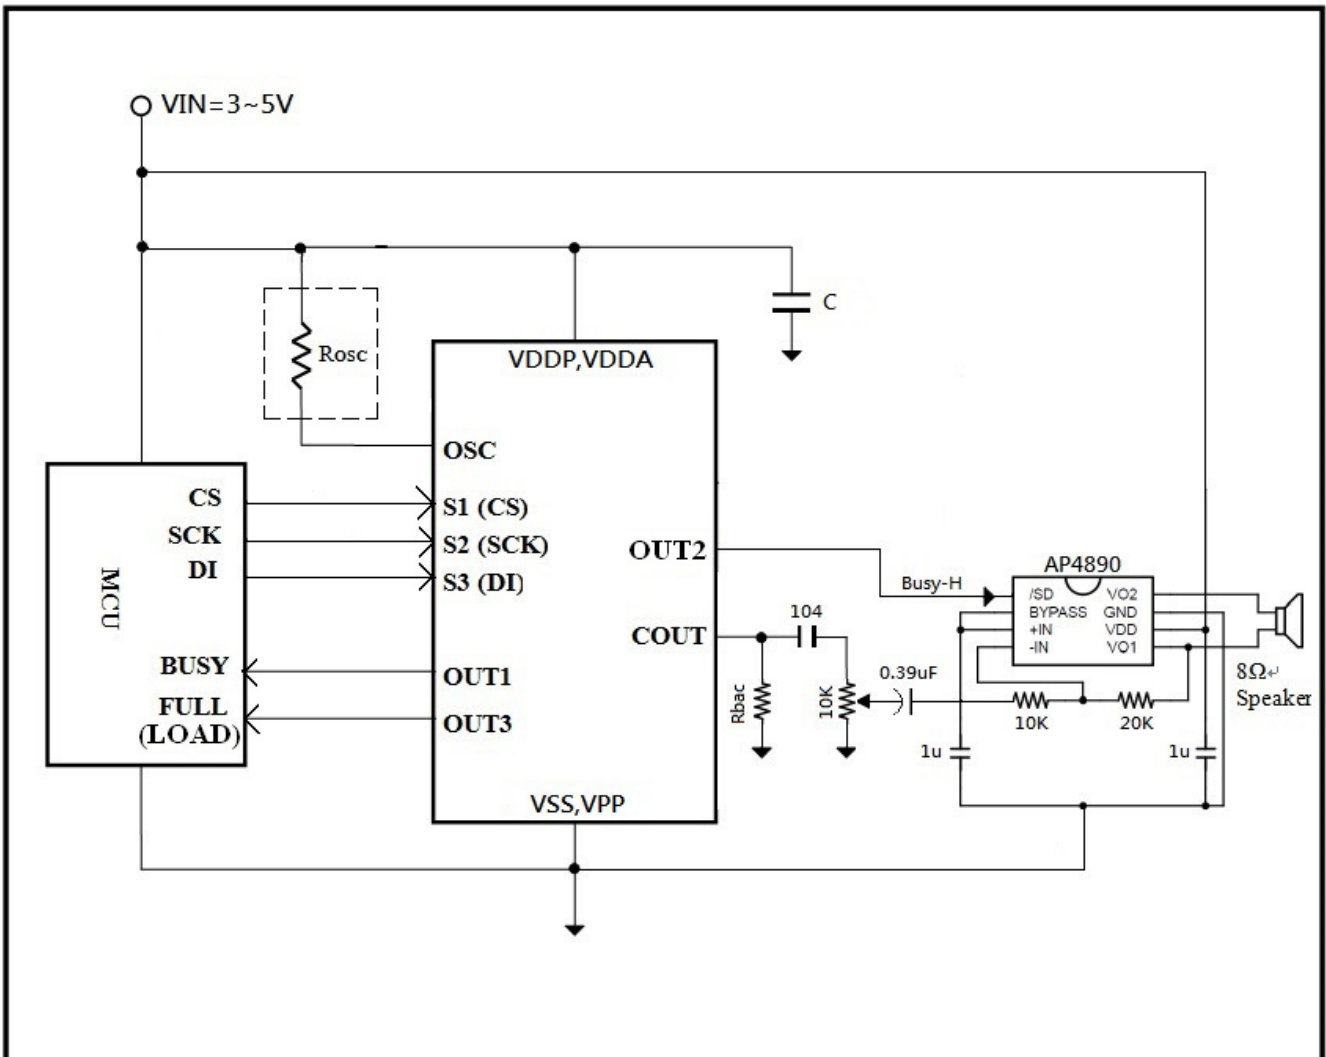 VIN=3~5V
C
Rosc
VDDP,VDDA
OSC
CS
SCK
DI
MCU
BUSY
FULL
(LOAD)
S1 (CS)
S2 (SCK)
S3 (DI)
OUT1
OUT3
OUT2
COUT
VSS,VPP
Busy-H
104
Rbac
10K
0.39uF
AP4890
/SD
BYPASS
+IN
-IN
VO2
GND
VDD
VO1
10K
20K
1u
1u
8Ω↵
Speaker